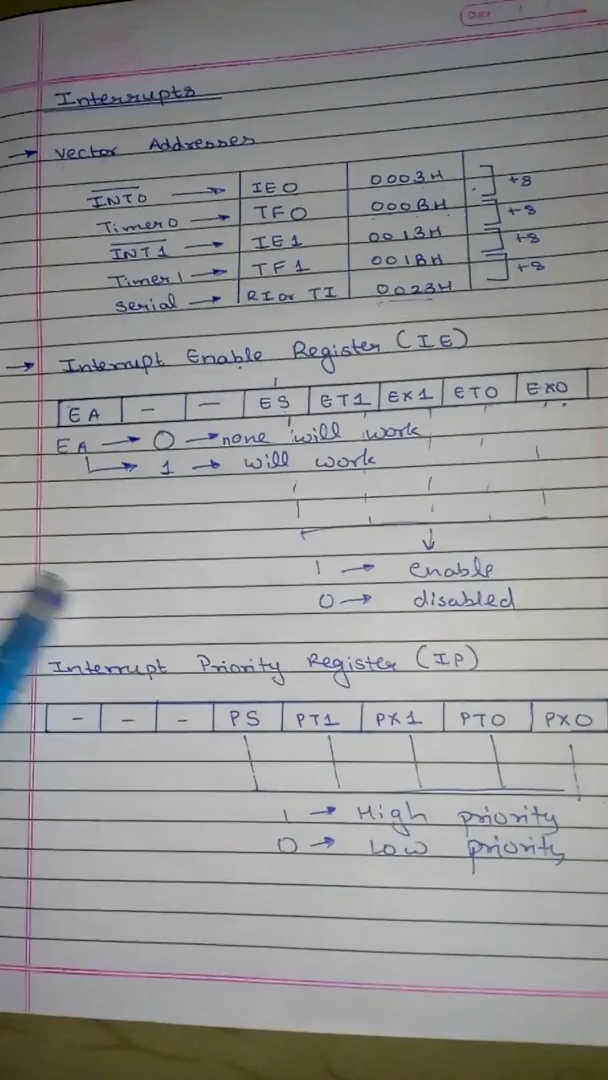 Date:
Interrupts
→ Vector Addresses
INT0 → IE0 0003H +8
Timer0 → TF0 000BH +8
INT1 → IE1 0013H +8
Timer1 → TF1 001BH +8
Serial → RI or TI 0023H
→ Interrupt Enable Register (IE)
EA - - ES ET1 EX1 ET0 EX0
EA → 0 → none will work
→ 1 → will work
1 → enable
0 → disabled
Interrupt Priority Register (IP)
- - - PS PT1 PX1 PT0 PX0
1 → High priority
0 → Low priority